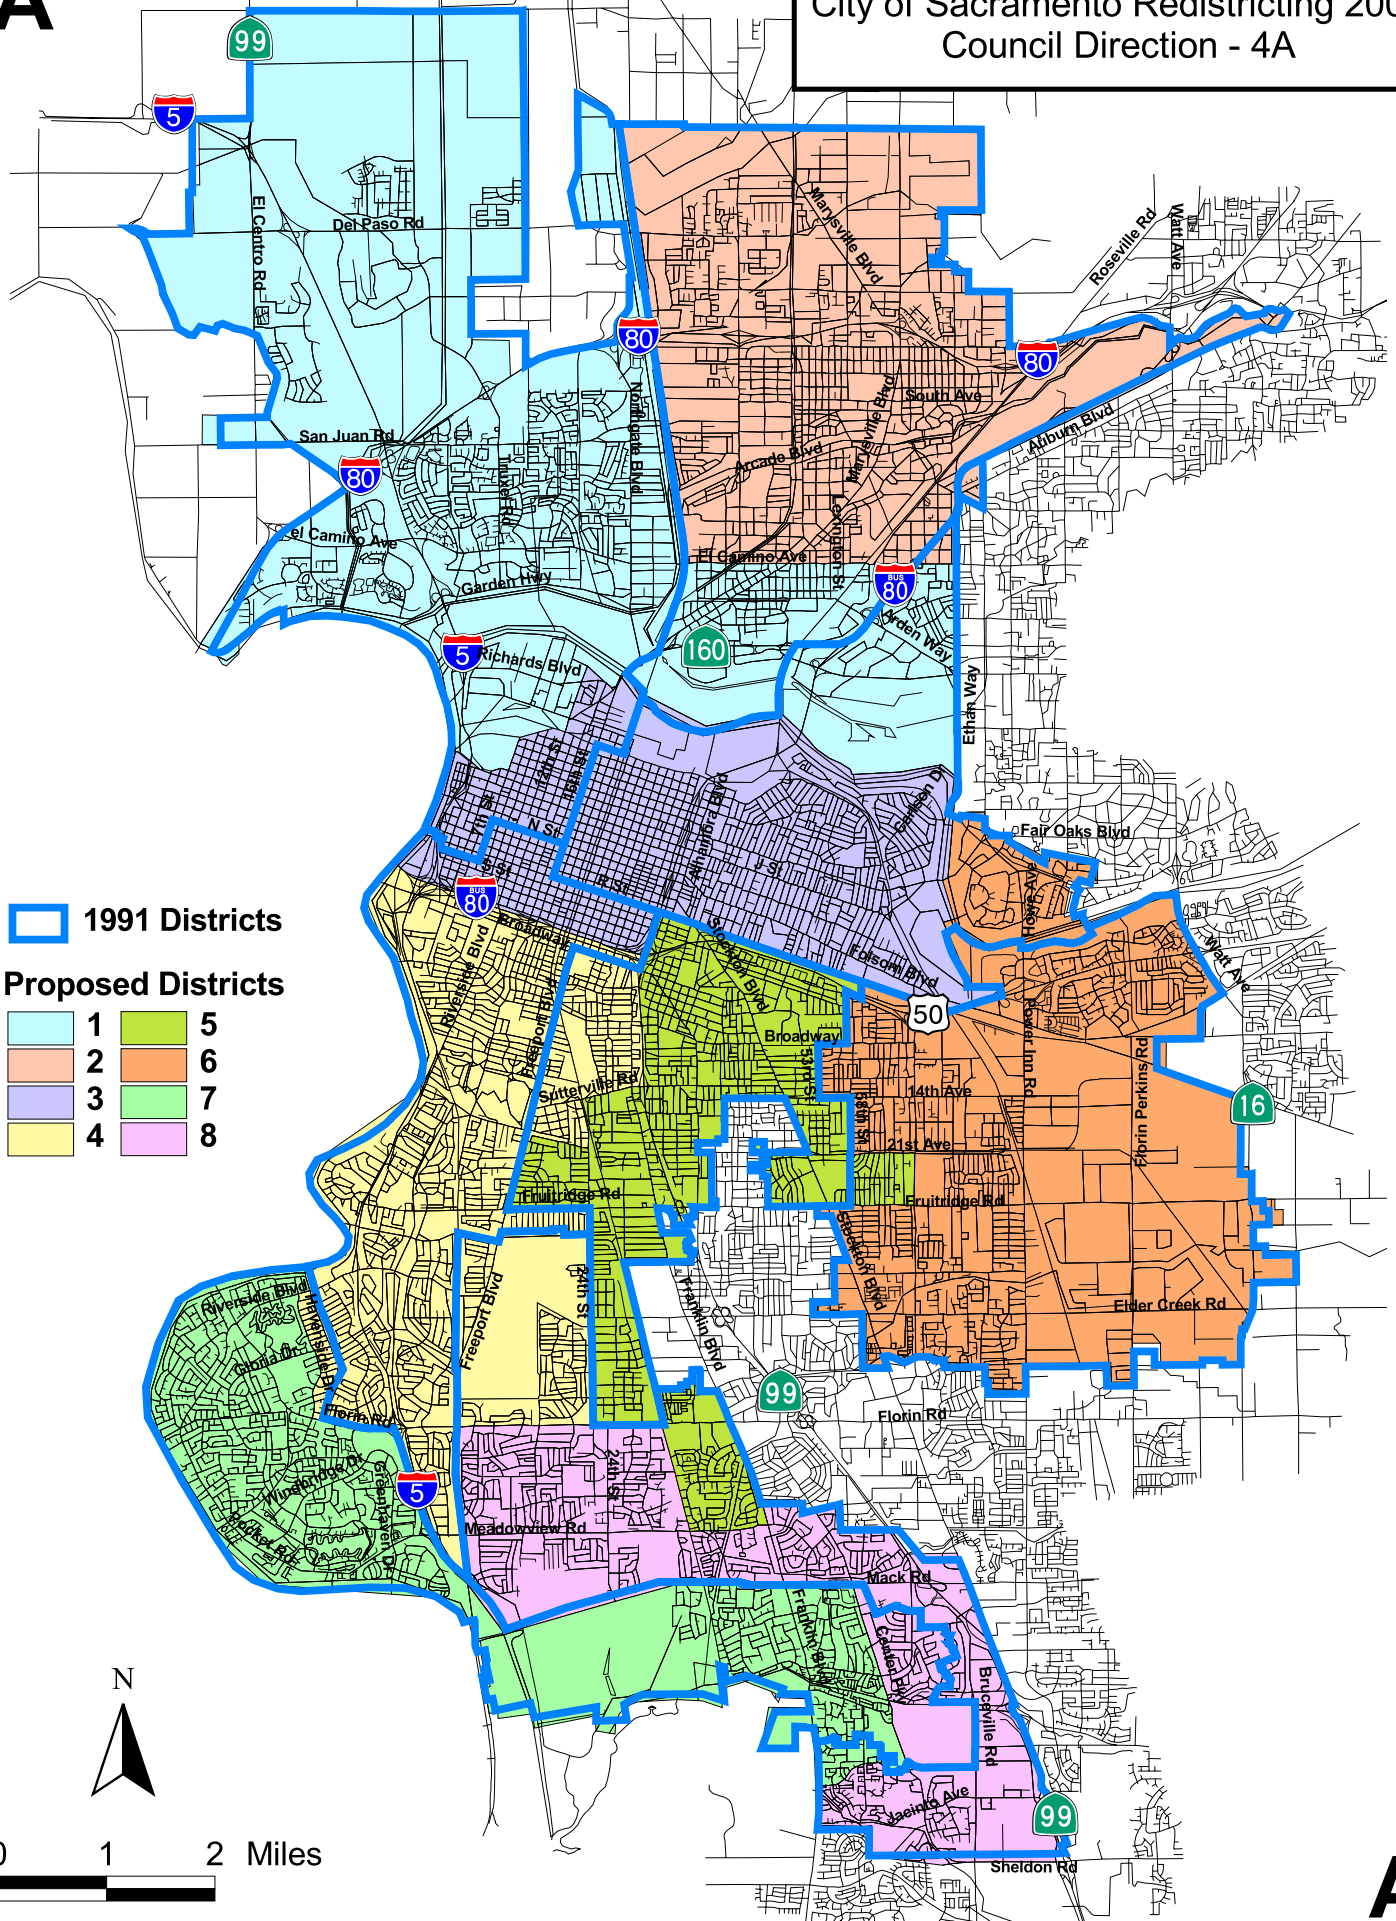 A
City of Sacramento Redistricting 200
Council Direction - 4A
99
5
El Centro Rd
Del Paso Rd
Marysville Blvd
Roseville Rd
Watt Ave
80
80
South Ave
Northgate Blvd
Marysville Blvd
Auburn Blvd
San Juan Rd
Arcade Blvd
80
Truxel Rd
Lexington St
el Camino Ave
El Camino Ave
Garden Hwy
BUS
80
Arden Way
160
5
Richards Blvd
Ethan Way
12th St
16th St
7th St
N St
Alhambra Blvd
Carlson Dr
Fair Oaks Blvd
J St
S St
R St
Howe Ave
BUS
80
Broadway
Stockton Blvd
Folsom Blvd
Watt Ave
1991 Districts
Proposed Districts
1 5
2 6
3 7
4 8
Riverside Blvd
Freeport Blvd
50
Power Inn Rd
Broadway
53rd St
Florin Perkins Rd
Sutterville Rd
58th St
14th Ave
16
21st Ave
Fruitridge Rd
Fruitridge Rd
Stockton Blvd
Riverside Blvd
Havenside Dr
Freeport Blvd
24th St
Franklin Blvd
Elder Creek Rd
Gloria Dr
99
Florin Rd
Florin Rd
Windbridge Dr
Greenhaven Dr
5
24th St
Pocket Rd
Meadowview Rd
Mack Rd
Franklin Blvd
Center Pky
Bruceville Rd
N
Jacinto Ave
99
0 1 2 Miles
Sheldon Rd
A